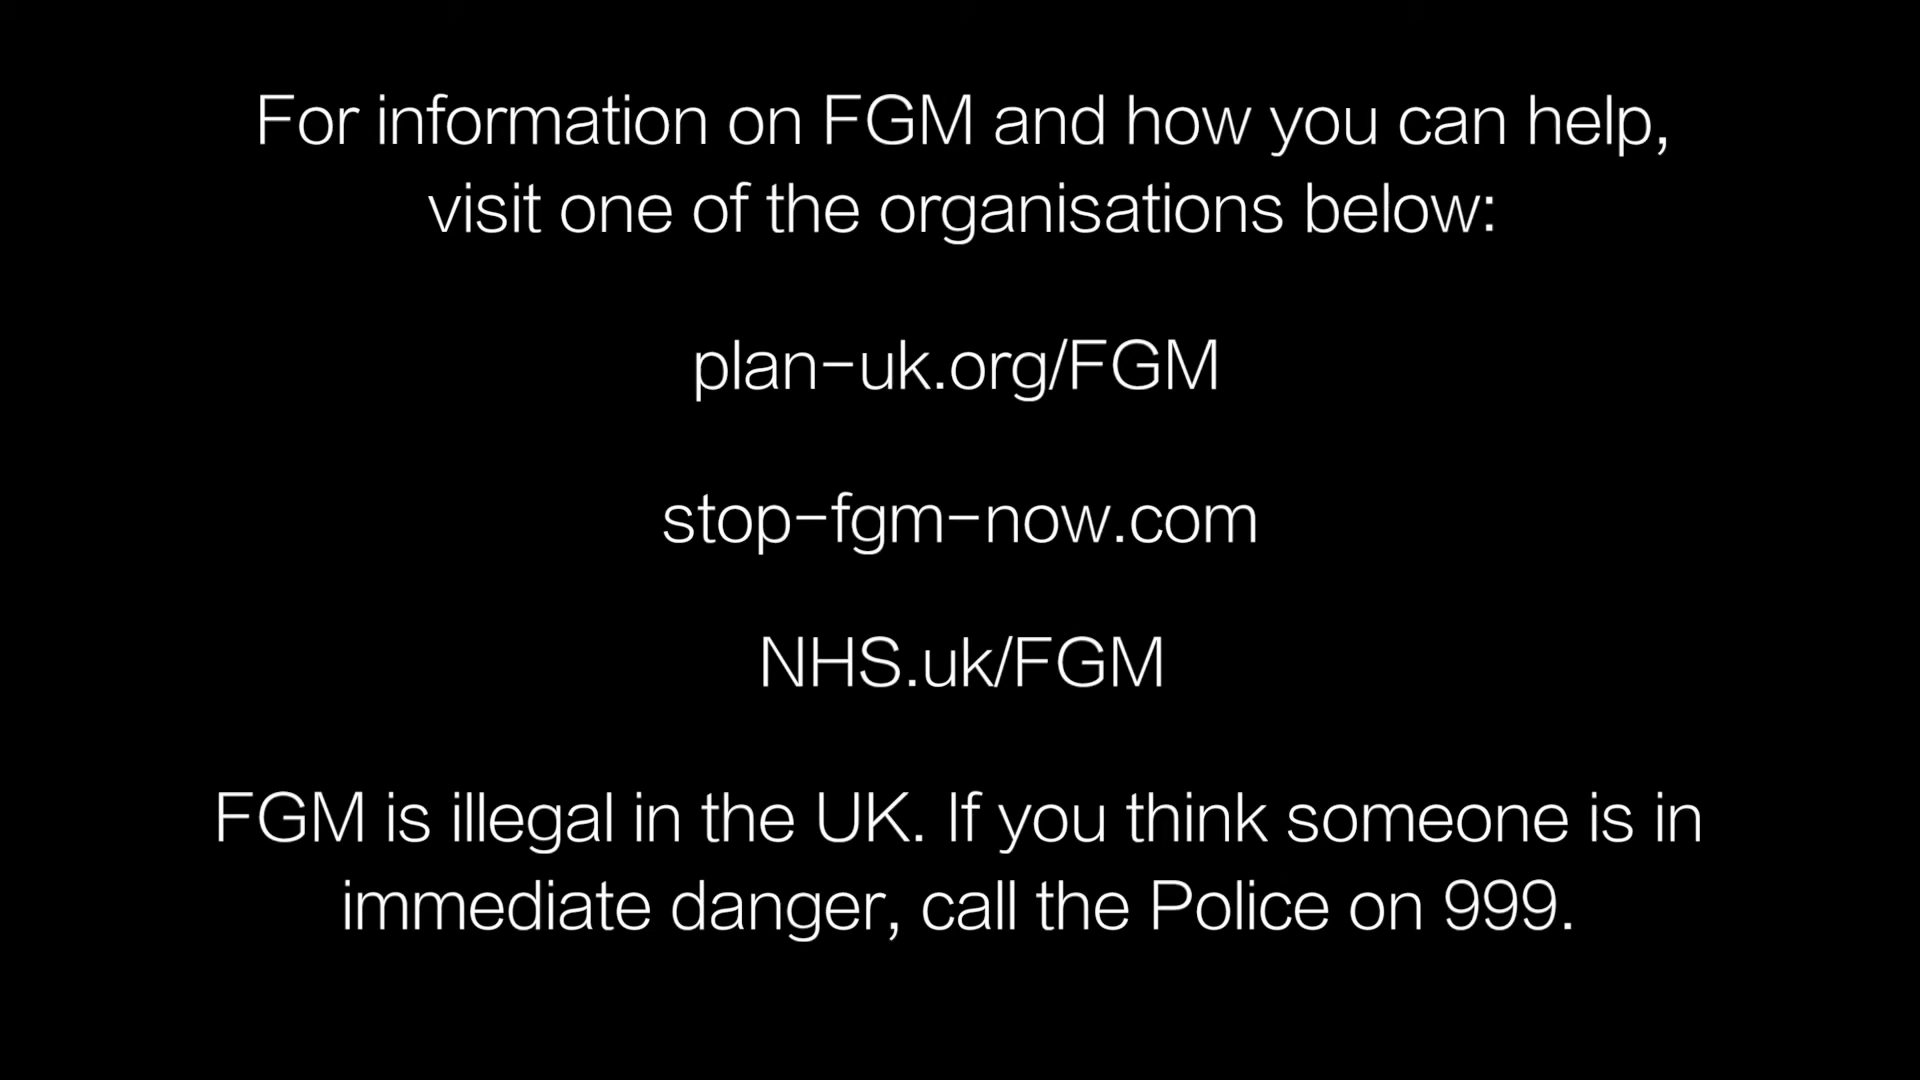 For information on FGM and how you can help,
visit one of the organisations below:
plan-uk.org/FGM
stop-fgm-now.com
NHS.uk/FGM
FGM is illegal in the UK. If you think someone is in
immediate danger, call the Police on 999.